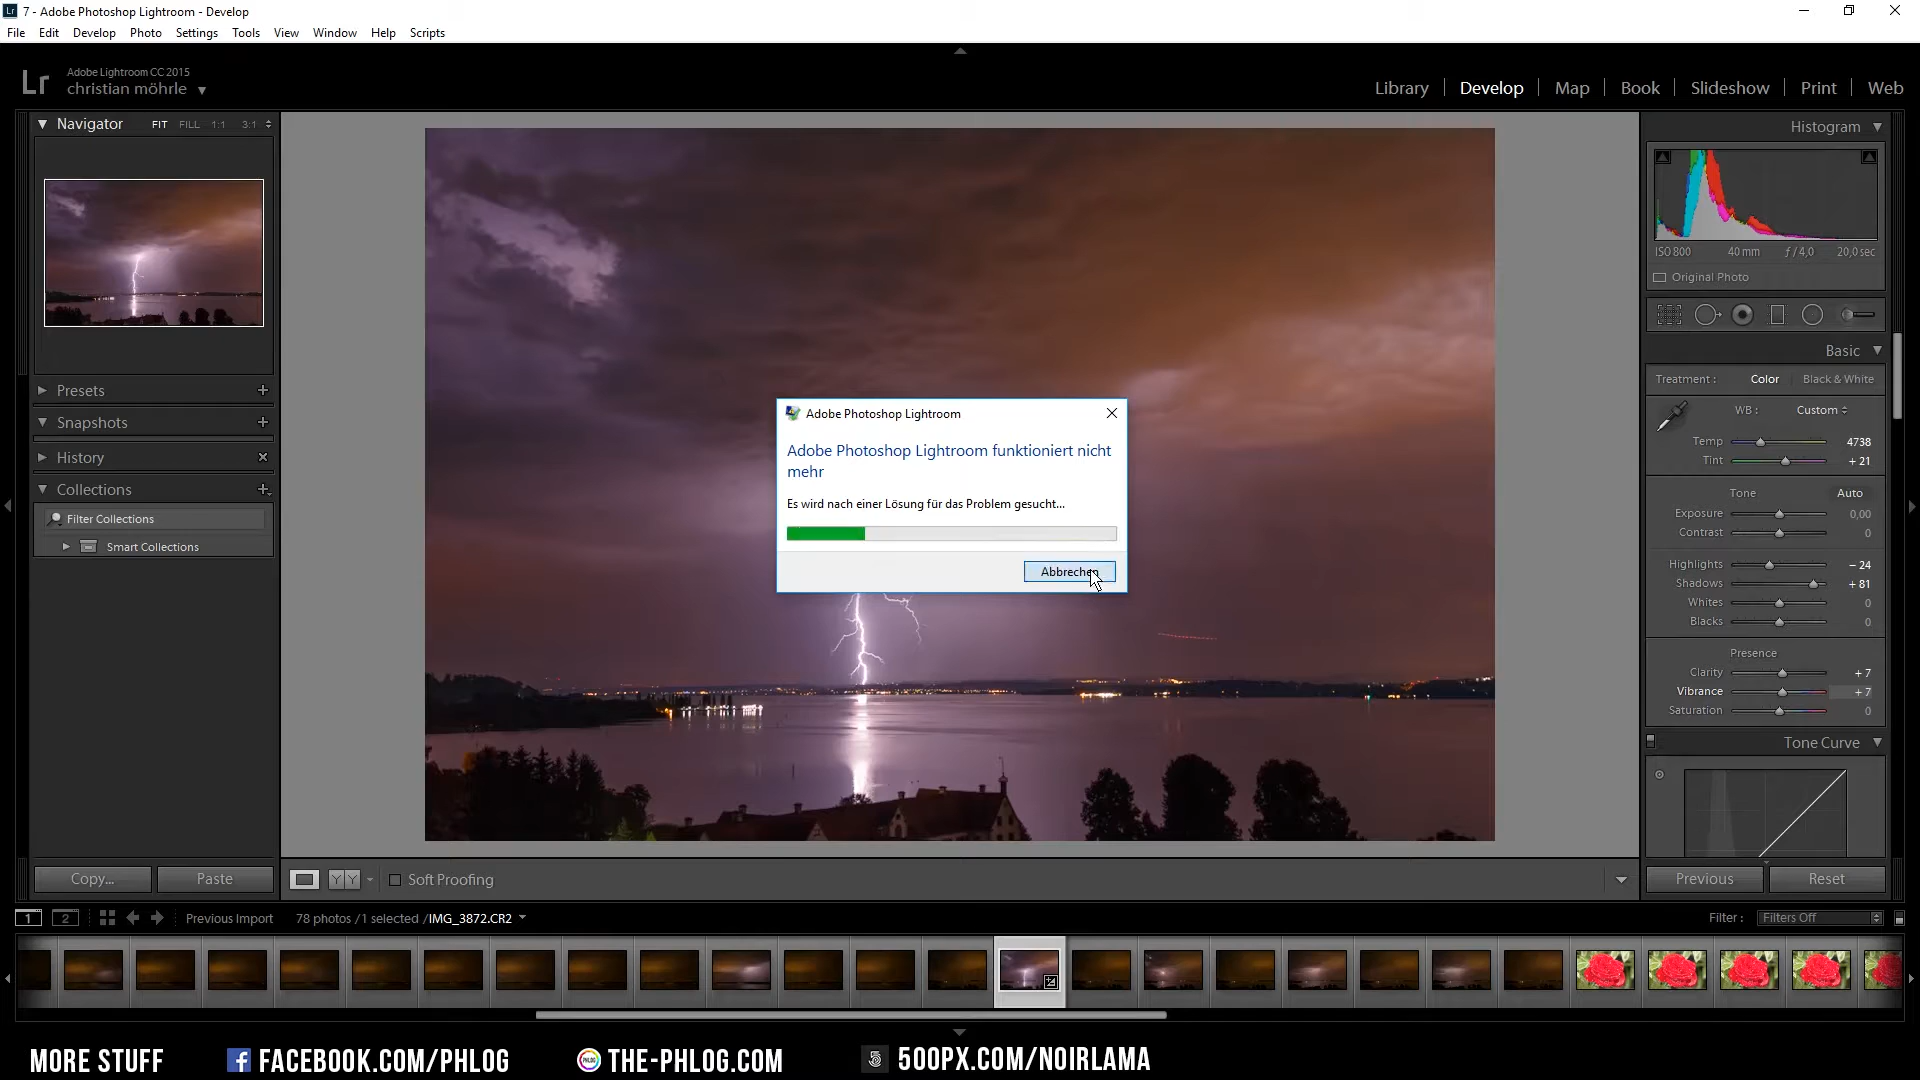 7 - Adobe Photoshop Lightroom - Develop
File Edit Develop Photo Settings Tools View Window Help Scripts
Lr
Adobe Lightroom CC 2015
christian möhrle
Library Develop Map Book Slideshow Print Web
Navigator FIT FILL 1:1 3:1
Presets
Snapshots
History
Collections
Filter Collections
Smart Collections
Copy... Paste
Adobe Photoshop Lightroom
Adobe Photoshop Lightroom funktioniert nicht
mehr
Es wird nach einer Lösung für das Problem gesucht...
Abbrechen
Histogram
ISO 800 40 mm ƒ / 4,0 20,0 sec
Original Photo
Basic
Treatment : Color Black & White
WB : Custom
Temp 4738
Tint + 21
Tone Auto
Exposure 0,00
Contrast 0
Highlights − 24
Shadows + 81
Whites 0
Blacks 0
Presence
Clarity + 7
Vibrance + 7
Saturation 0
Tone Curve
Previous Reset
YY Soft Proofing
1 2 Previous Import 78 photos / 1 selected / IMG_3872.CR2 Filter : Filters Off
MORE STUFF FACEBOOK.COM/PHLOG THE-PHLOG.COM 500PX.COM/NOIRLAMA